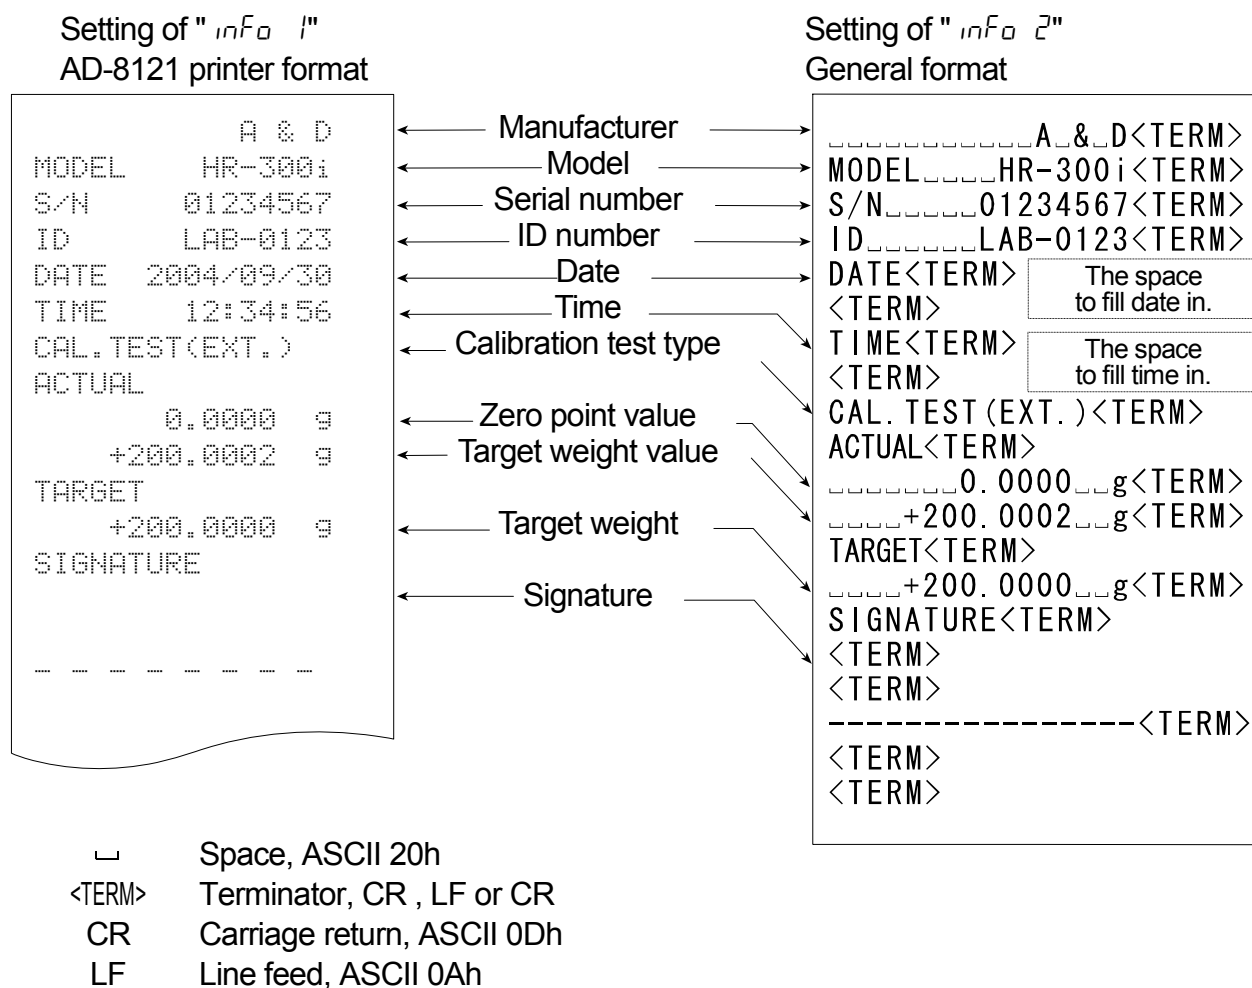 Setting of " inFo 1"
AD-8121 printer format
A & D
MODEL HR-300i
S/N 01234567
ID LAB-0123
DATE 2004/09/30
TIME 12:34:56
CAL.TEST(EXT.)
ACTUAL
0.0000 g
+200.0002 g
TARGET
+200.0000 g
SIGNATURE
_ _ _ _ _ _ _ _
Manufacturer
Model
Serial number
ID number
Date
Time
Calibration test type
Zero point value
Target weight value
Target weight
Signature
Setting of " inFo 2"
General format
␣␣␣␣␣␣␣␣␣␣␣A␣&␣D<TERM>
MODEL␣␣␣␣HR-300i<TERM>
S/N␣␣␣␣␣01234567<TERM>
ID␣␣␣␣␣␣LAB-0123<TERM>
DATE<TERM>
The space
to fill date in.
<TERM>
TIME<TERM>
The space
to fill time in.
<TERM>
CAL.TEST(EXT.)<TERM>
ACTUAL<TERM>
␣␣␣␣␣␣␣0.0000␣␣g<TERM>
␣␣␣␣+200.0002␣␣g<TERM>
TARGET<TERM>
␣␣␣␣+200.0000␣␣g<TERM>
SIGNATURE<TERM>
<TERM>
<TERM>
----------------<TERM>
<TERM>
<TERM>
␣ Space, ASCII 20h
<TERM> Terminator, CR , LF or CR
CR Carriage return, ASCII 0Dh
LF Line feed, ASCII 0Ah